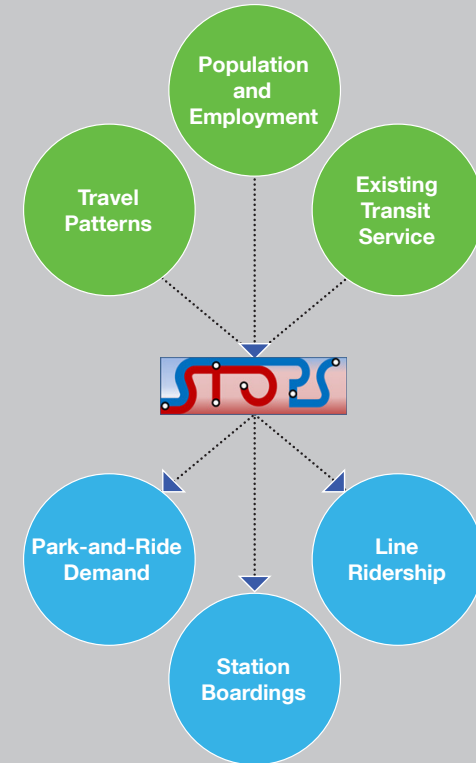 Population
and
Employment
Travel
Patterns
Existing
Transit
Service
STOPS
Park-and-Ride
Demand
Line
Ridership
Station
Boardings